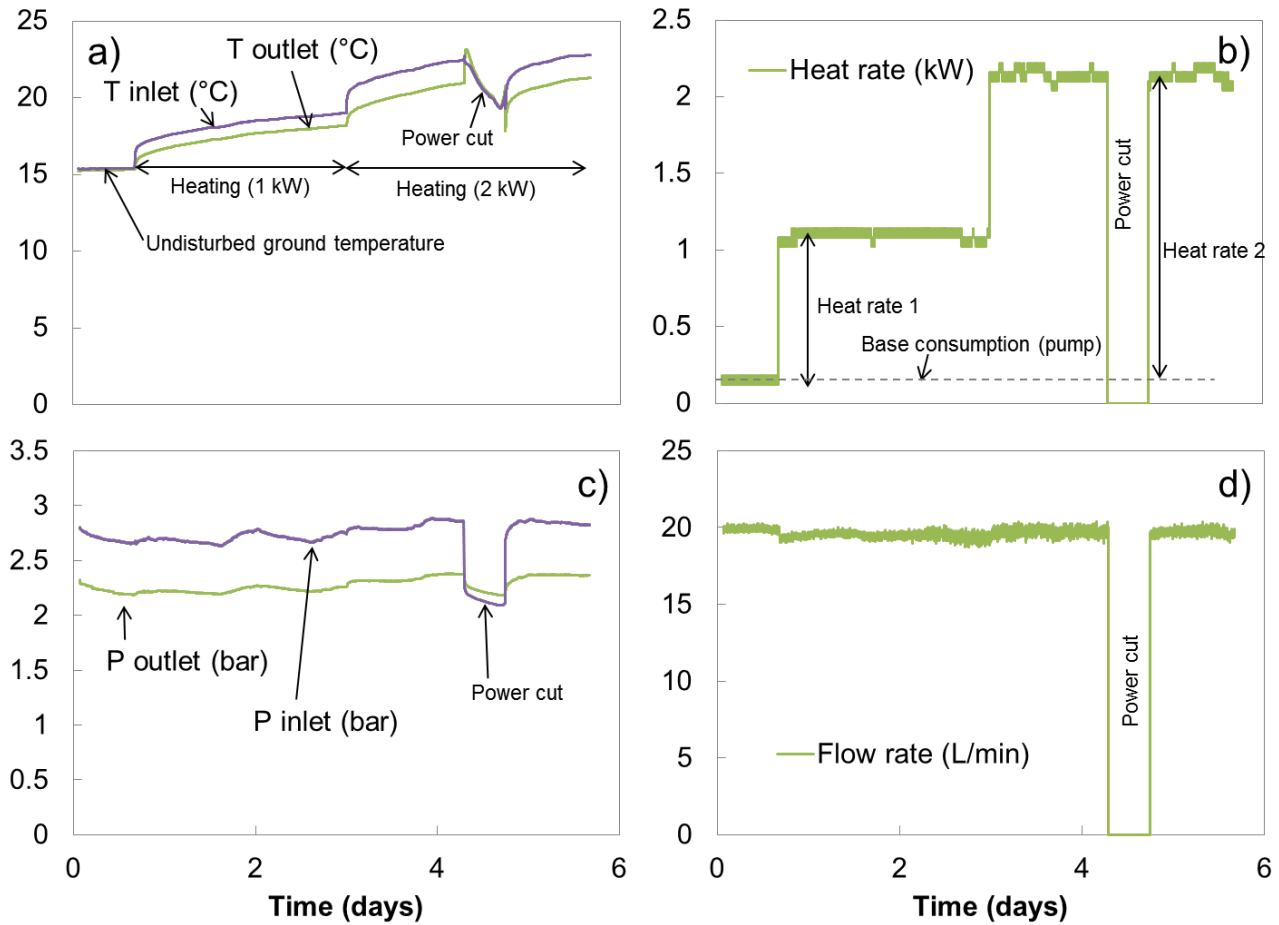 25
20
15
10
5
0
a)
T outlet (°C)
T inlet (°C)
Power cut
Heating (1 kW)
Heating (2 kW)
Undisturbed ground temperature
2.5
2
1.5
1
0.5
0
b)
Heat rate (kW)
Power cut
Heat rate 1
Heat rate 2
Base consumption (pump)
0
2
4
6
3.5
3
2.5
2
1.5
1
0.5
0
c)
P outlet (bar)
P inlet (bar)
Power cut
0
2
4
6
Time (days)
25
20
15
10
5
0
d)
Power cut
Flow rate (L/min)
0
2
4
6
Time (days)